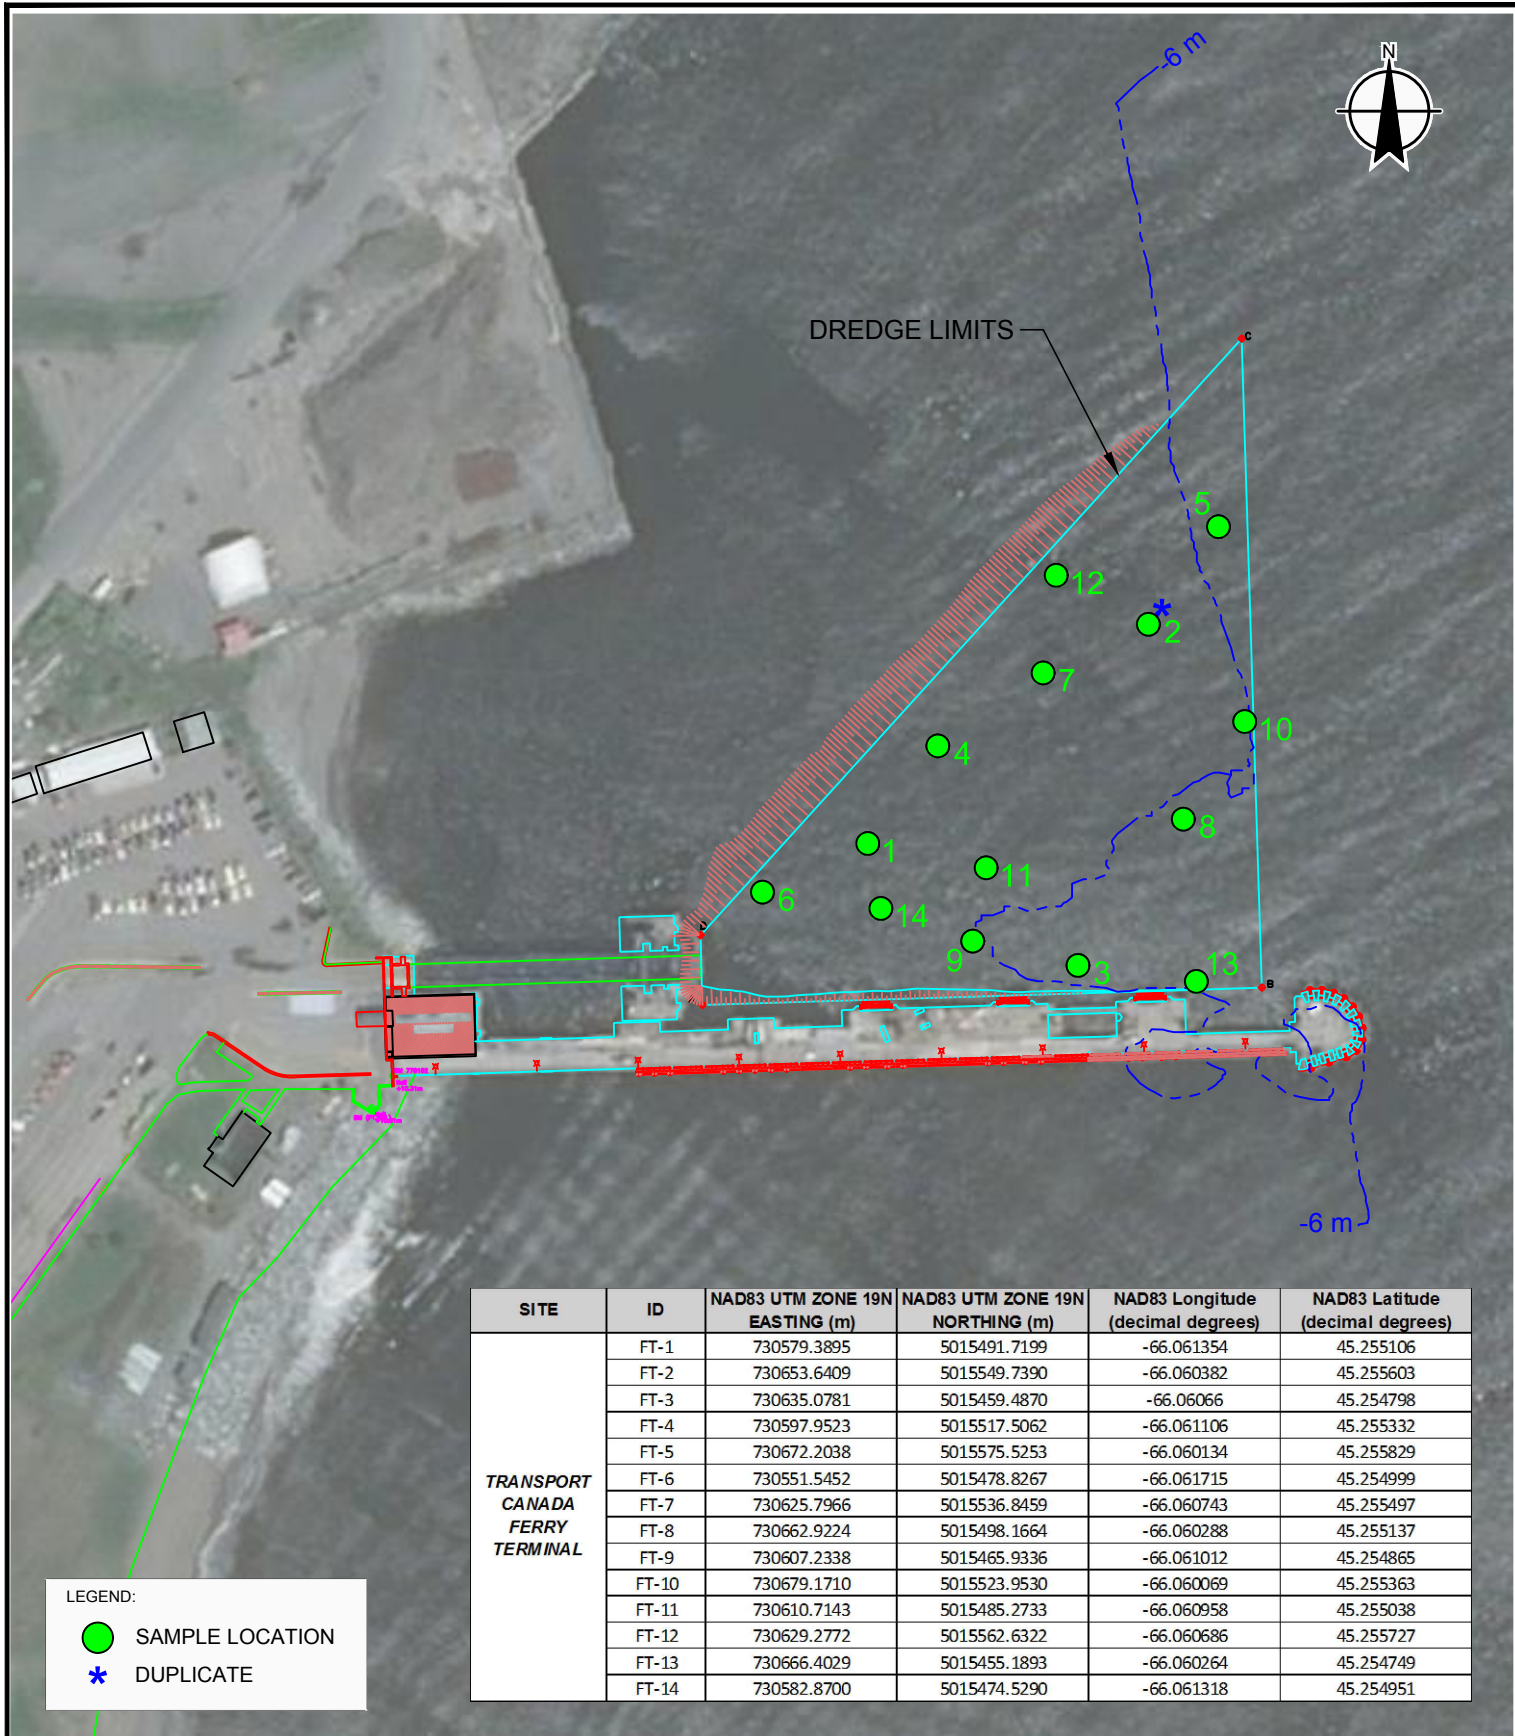 -6 m
N
DREDGE LIMITS
C
5
12
2
7
10
4
8
1
11
6
14
D
9
3
13
B
-6 m
SITE ID NAD83 UTM ZONE 19N EASTING (m) NAD83 UTM ZONE 19N NORTHING (m) NAD83 Longitude (decimal degrees) NAD83 Latitude (decimal degrees)
TRANSPORT CANADA FERRY TERMINAL
FT-1 730579.3895 5015491.7199 -66.061354 45.255106
FT-2 730653.6409 5015549.7390 -66.060382 45.255603
FT-3 730635.0781 5015459.4870 -66.06066 45.254798
FT-4 730597.9523 5015517.5062 -66.061106 45.255332
FT-5 730672.2038 5015575.5253 -66.060134 45.255829
FT-6 730551.5452 5015478.8267 -66.061715 45.254999
FT-7 730625.7966 5015536.8459 -66.060743 45.255497
FT-8 730662.9224 5015498.1664 -66.060288 45.255137
FT-9 730607.2338 5015465.9336 -66.061012 45.254865
FT-10 730679.1710 5015523.9530 -66.060069 45.255363
FT-11 730610.7143 5015485.2733 -66.060958 45.255038
FT-12 730629.2772 5015562.6322 -66.060686 45.255727
FT-13 730666.4029 5015455.1893 -66.060264 45.254749
FT-14 730582.8700 5015474.5290 -66.061318 45.254951
LEGEND:
SAMPLE LOCATION
* DUPLICATE